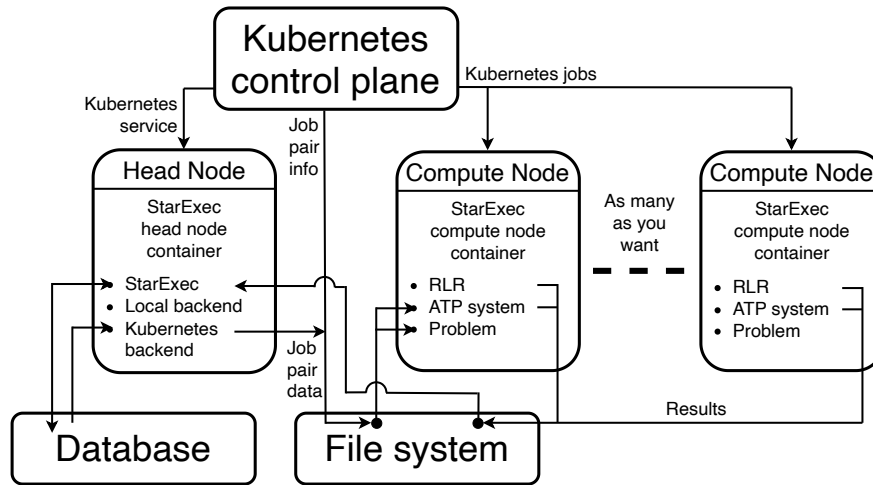 Kubernetes
control plane
Kubernetes jobs
Kubernetes
service
Job
pair
info
Head Node
StarExec
head node
container
• StarExec
• Local backend
• Kubernetes
backend
Compute Node
StarExec
compute node
container
• RLR
• ATP system
• Problem
As many
as you
want
Compute Node
StarExec
compute node
container
• RLR
• ATP system
• Problem
Job
pair
data
Results
Database
File system